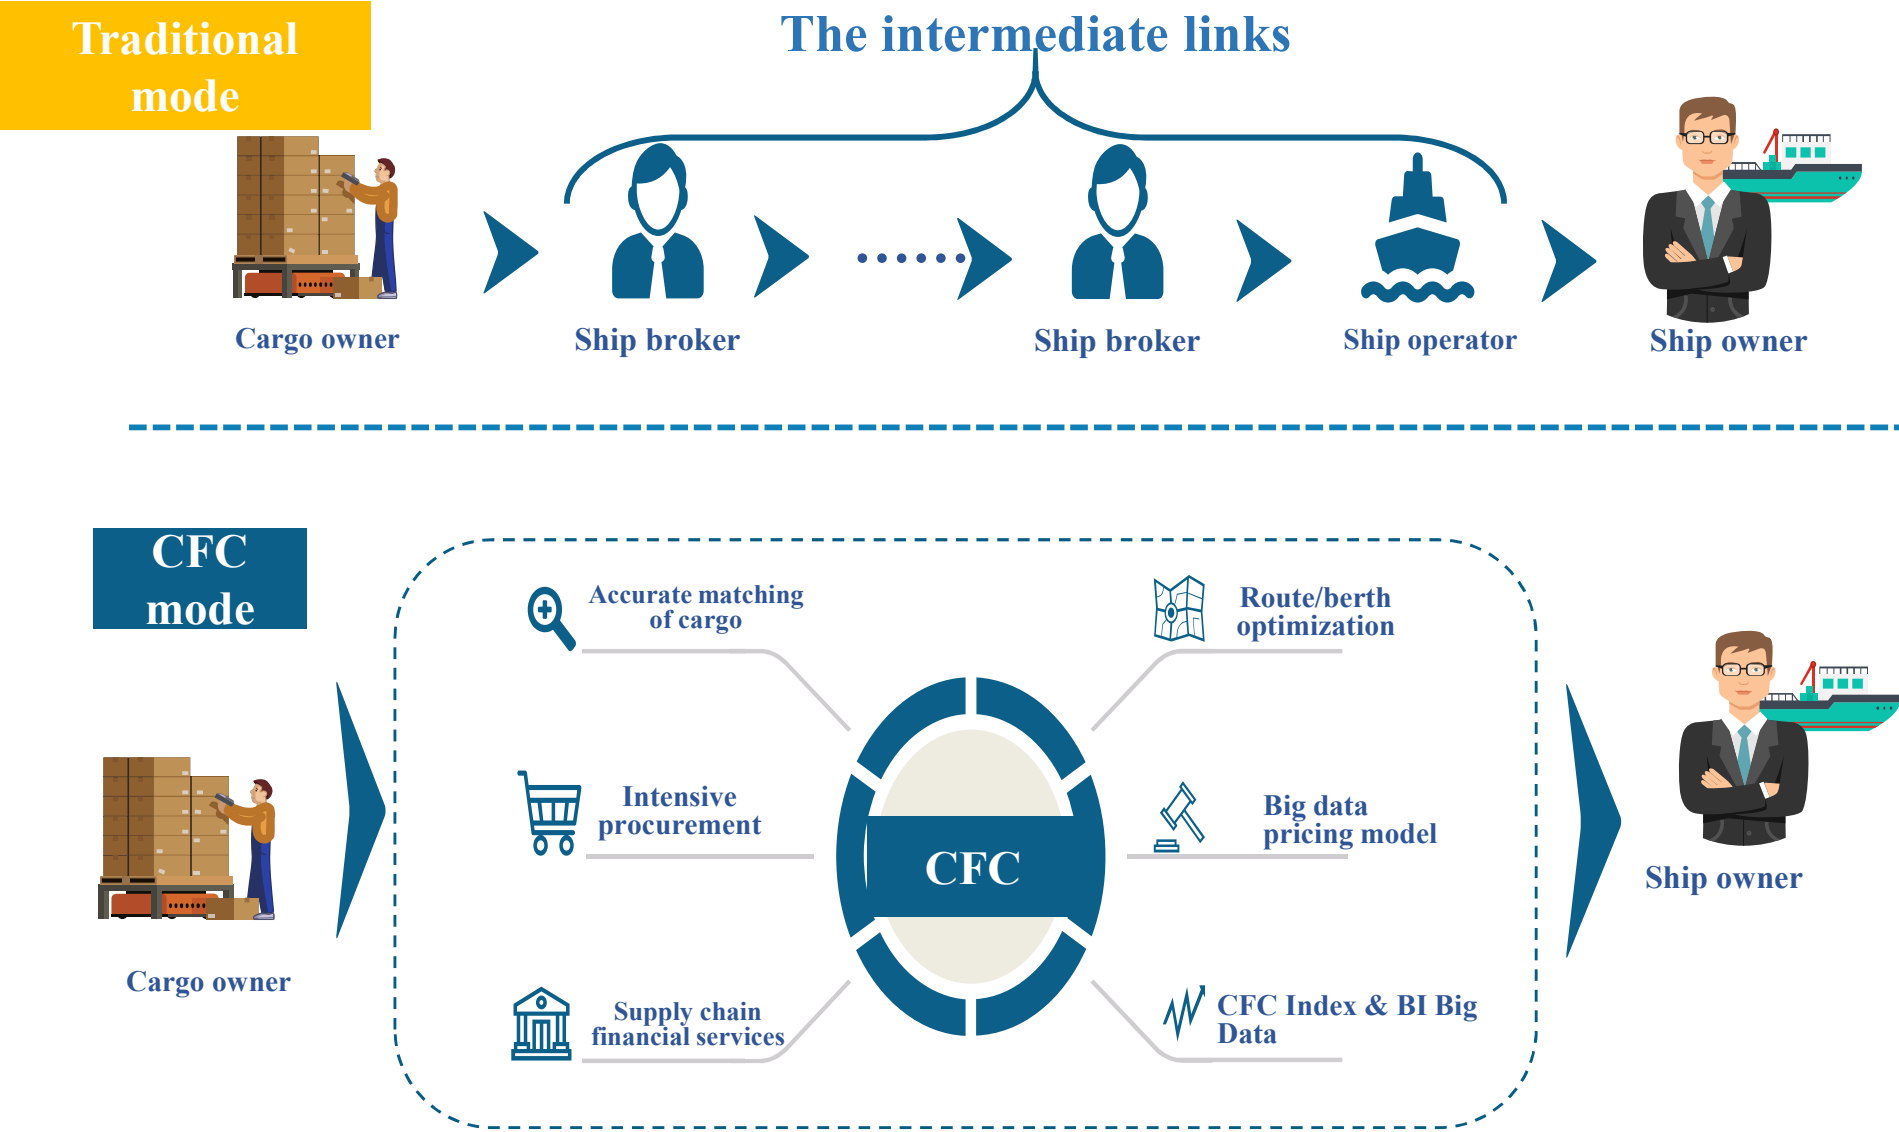 Traditional
mode
The intermediate links
Cargo owner
Ship broker
Ship broker
Ship operator
Ship owner
CFC
mode
Accurate matching
of cargo
Route/berth
optimization
Intensive
procurement
Big data
pricing model
CFC
Ship owner
Cargo owner
Supply chain
financial services
CFC Index & BI Big
Data